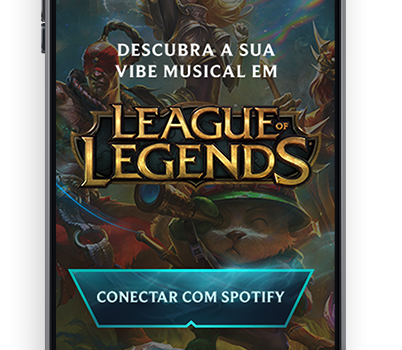 DESCUBRA A SUA
VIBE MUSICAL EM
LEAGUE OF
LEGENDS
CONECTAR COM SPOTIFY